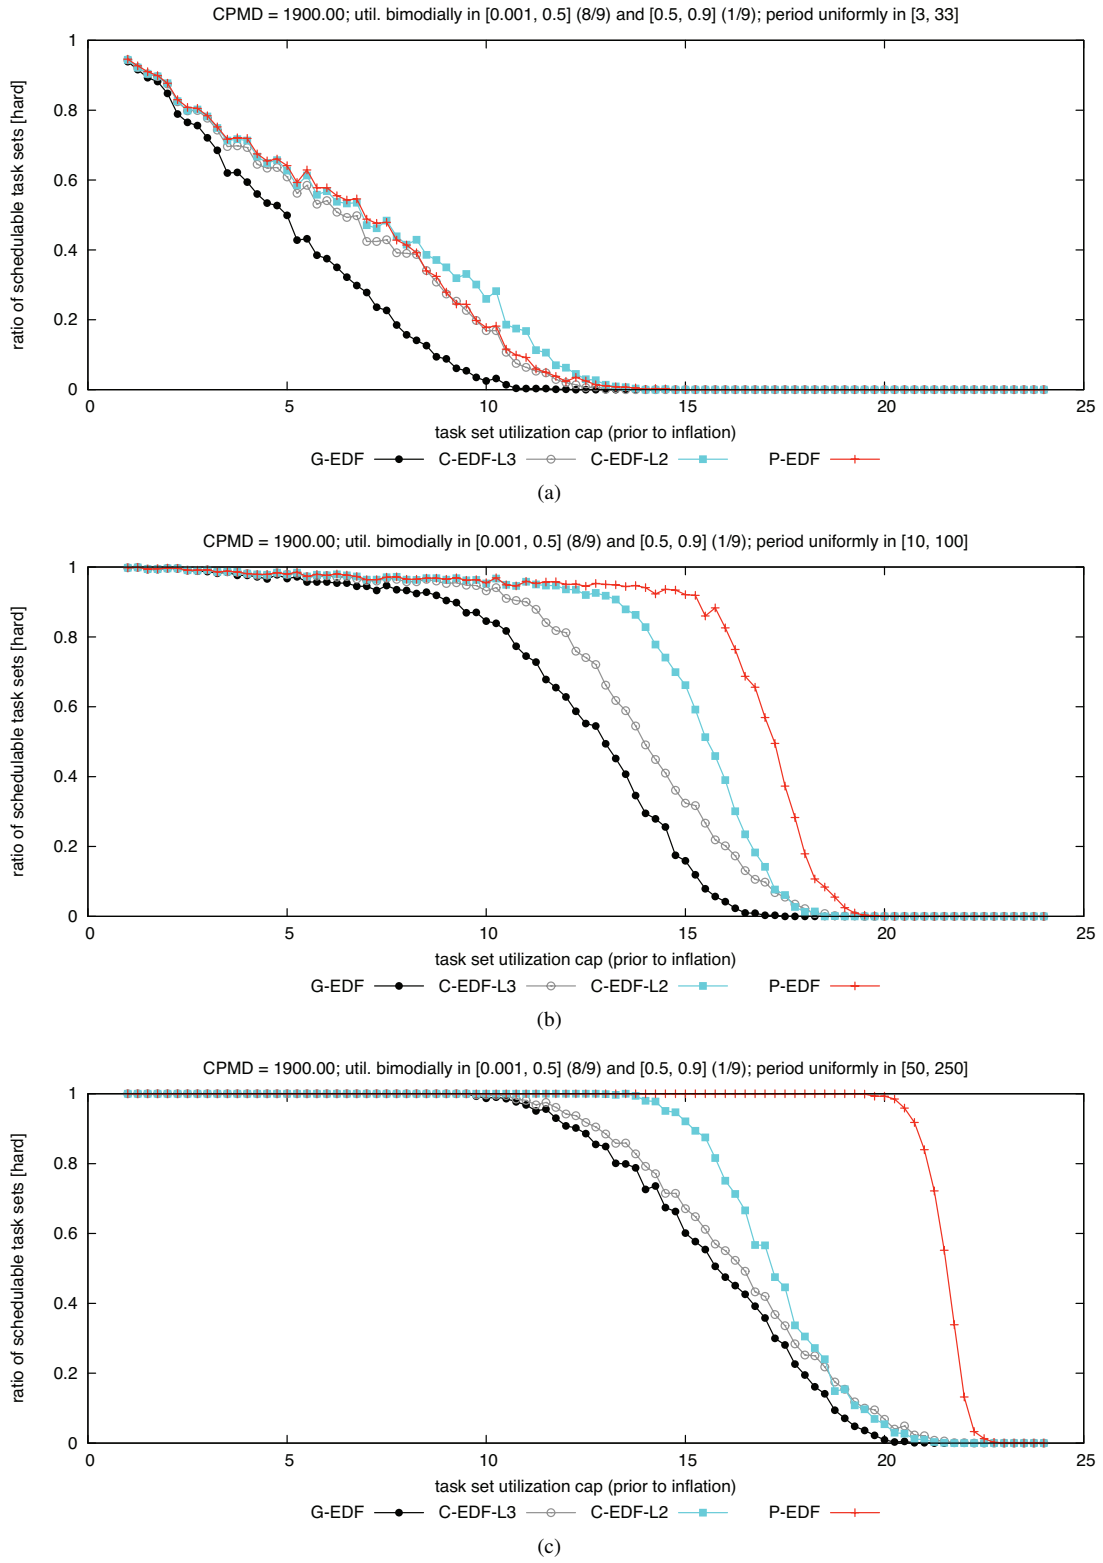 CPMD = 1900.00; util. bimodially in [0.001, 0.5] (8/9) and [0.5, 0.9] (1/9); period uniformly in [3, 33]
ratio of schedulable task sets [hard]
1
0.8
0.6
0.4
0.2
0
0 5 10 15 20 25
task set utilization cap (prior to inflation)
G-EDF C-EDF-L3 C-EDF-L2 P-EDF
(a)
CPMD = 1900.00; util. bimodially in [0.001, 0.5] (8/9) and [0.5, 0.9] (1/9); period uniformly in [10, 100]
ratio of schedulable task sets [hard]
1
0.8
0.6
0.4
0.2
0
0 5 10 15 20 25
task set utilization cap (prior to inflation)
G-EDF C-EDF-L3 C-EDF-L2 P-EDF
(b)
CPMD = 1900.00; util. bimodially in [0.001, 0.5] (8/9) and [0.5, 0.9] (1/9); period uniformly in [50, 250]
ratio of schedulable task sets [hard]
1
0.8
0.6
0.4
0.2
0
0 5 10 15 20 25
task set utilization cap (prior to inflation)
G-EDF C-EDF-L3 C-EDF-L2 P-EDF
(c)